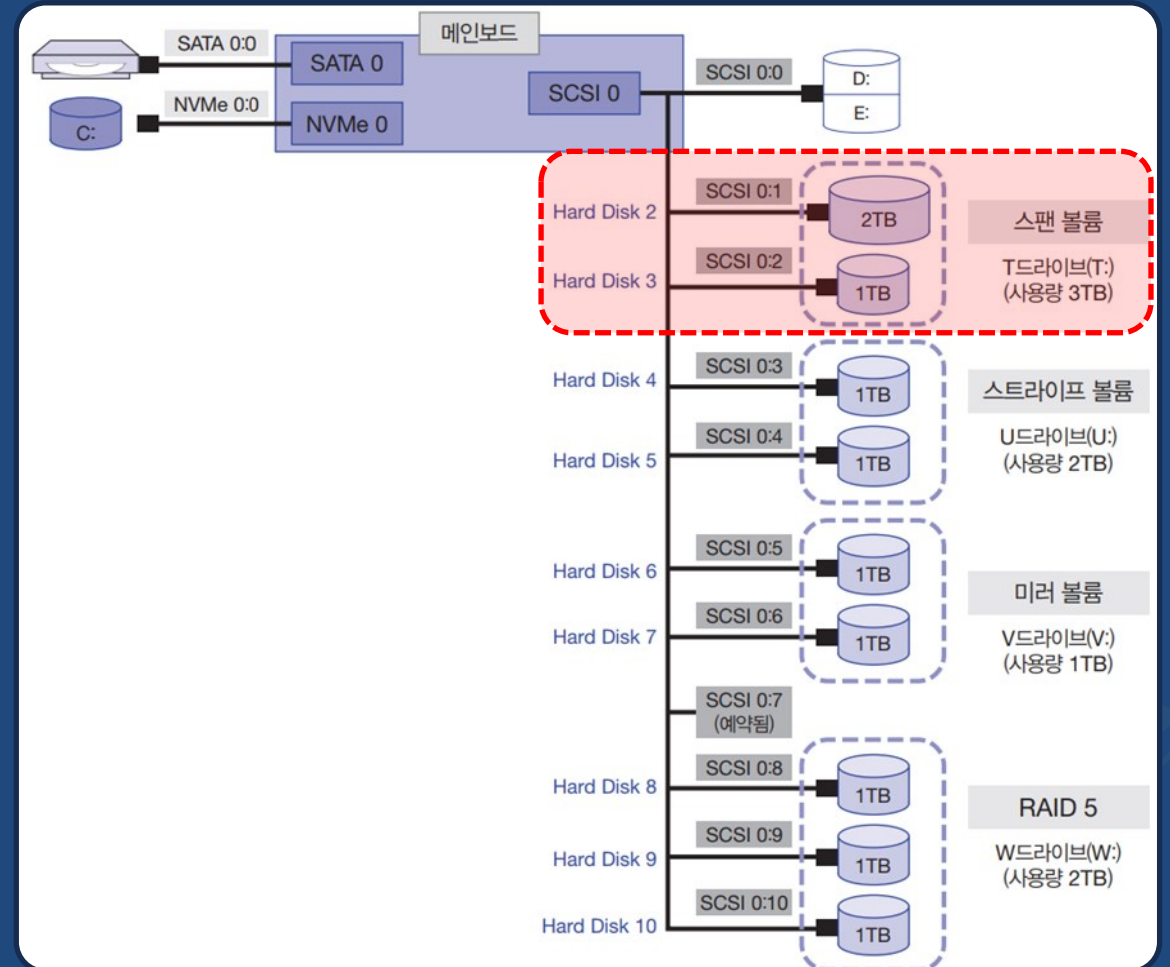 메인보드
SATA 0:0
SATA 0
NVMe 0:0
NVMe 0
C:
SCSI 0
SCSI 0:0
D:
E:
Hard Disk 2
SCSI 0:1
2TB
Hard Disk 3
SCSI 0:2
1TB
스팬 볼륨
T드라이브(T:)
(사용량 3TB)
Hard Disk 4
SCSI 0:3
1TB
Hard Disk 5
SCSI 0:4
1TB
스트라이프 볼륨
U드라이브(U:)
(사용량 2TB)
Hard Disk 6
SCSI 0:5
1TB
Hard Disk 7
SCSI 0:6
1TB
미러 볼륨
V드라이브(V:)
(사용량 1TB)
SCSI 0:7
(예약됨)
Hard Disk 8
SCSI 0:8
1TB
Hard Disk 9
SCSI 0:9
1TB
Hard Disk 10
SCSI 0:10
1TB
RAID 5
W드라이브(W:)
(사용량 2TB)